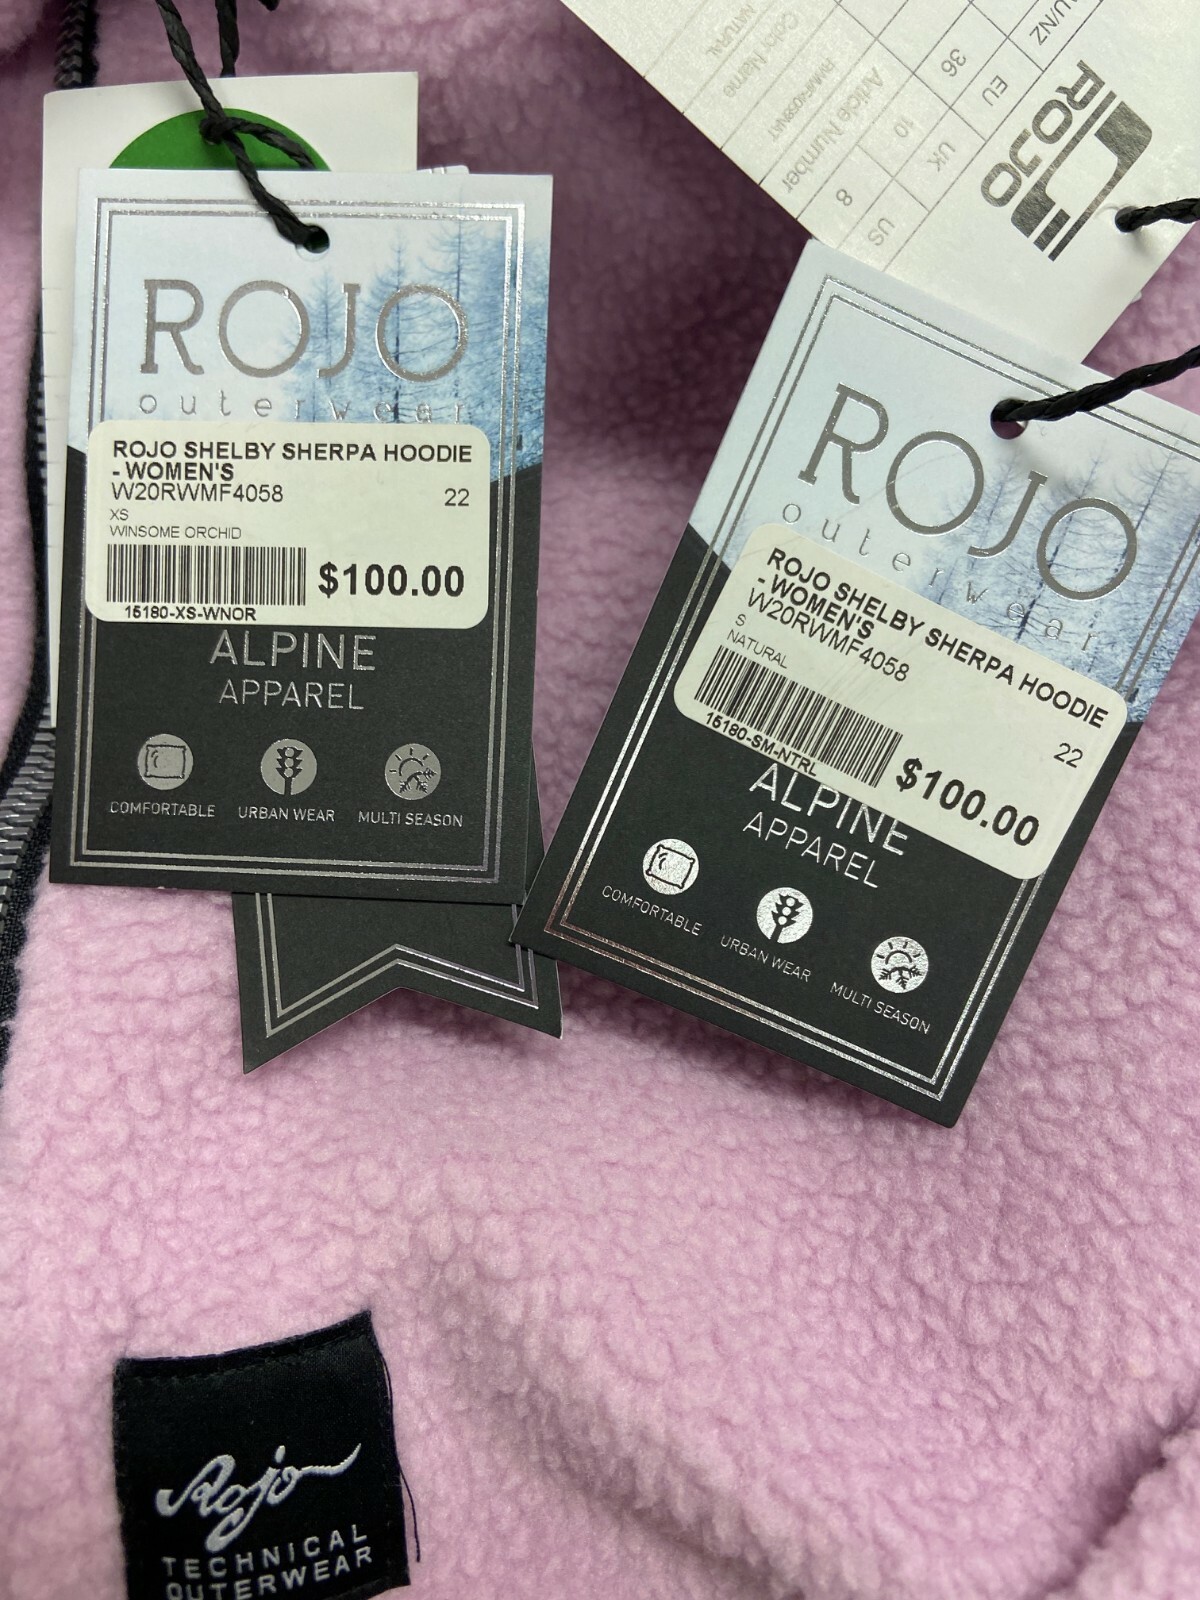 ROJO
outerwear
ROJO SHELBY SHERPA HOODIE
- WOMEN'S
W20RWMF4058
22
XS
WINSOME ORCHID
$100.00
15180-XS-WNOR
ALPINE
APPAREL
COMFORTABLE
URBAN WEAR
MULTI SEASON
ROJO
EU
UK
US
36
10
8
Article Number
Color Name
NATURAL
ROJO
outerwear
ROJO SHELBY SHERPA HOODIE
- WOMEN'S
W20RWMF4058
22
S
NATURAL
$100.00
15180-SM-NTRL
ALPINE
APPAREL
COMFORTABLE
URBAN WEAR
MULTI SEASON
Rojo
TECHNICAL
OUTERWEAR